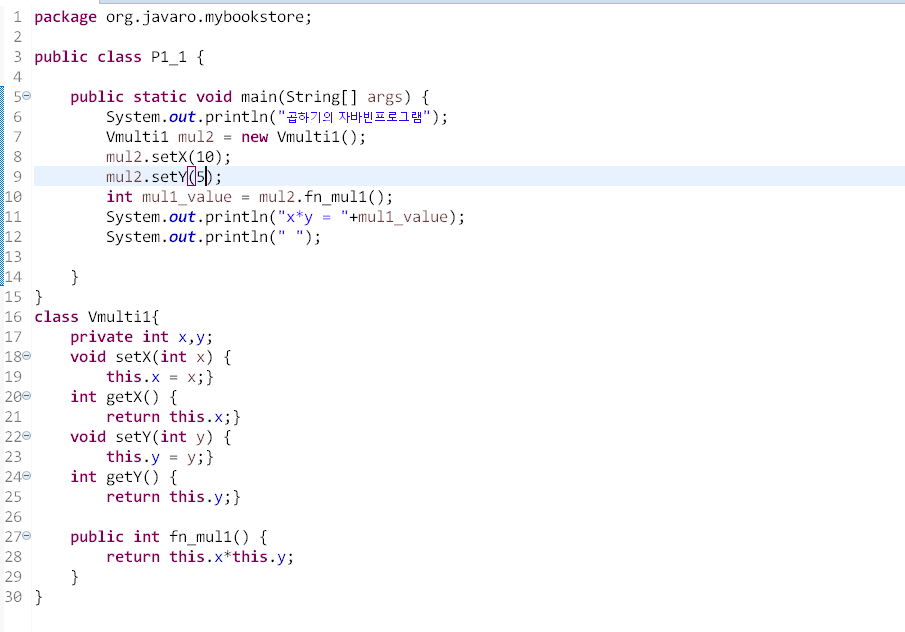 1 package org.javaro.mybookstore;
2
3 public class P1_1 {
4
5 public static void main(String[] args) {
6 System.out.println("곱하기의 자바빈프로그램");
7 Vmulti1 mul2 = new Vmulti1();
8 mul2.setX(10);
9 mul2.setY(5);
10 int mul1_value = mul2.fn_mul1();
11 System.out.println("x*y = "+mul1_value);
12 System.out.println(" ");
13
14 }
15 }
16 class Vmulti1{
17 private int x,y;
18 void setX(int x) {
19 this.x = x;}
20 int getX() {
21 return this.x;}
22 void setY(int y) {
23 this.y = y;}
24 int getY() {
25 return this.y;}
26
27 public int fn_mul1() {
28 return this.x*this.y;
29 }
30 }